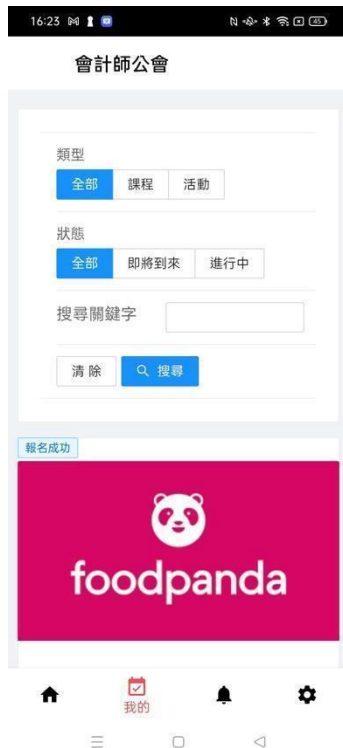 16:23
45
會計師公會
類型
全部 課程 活動
狀態
全部 即將到來 進行中
搜尋關鍵字
清除 搜尋
報名成功
foodpanda
我的